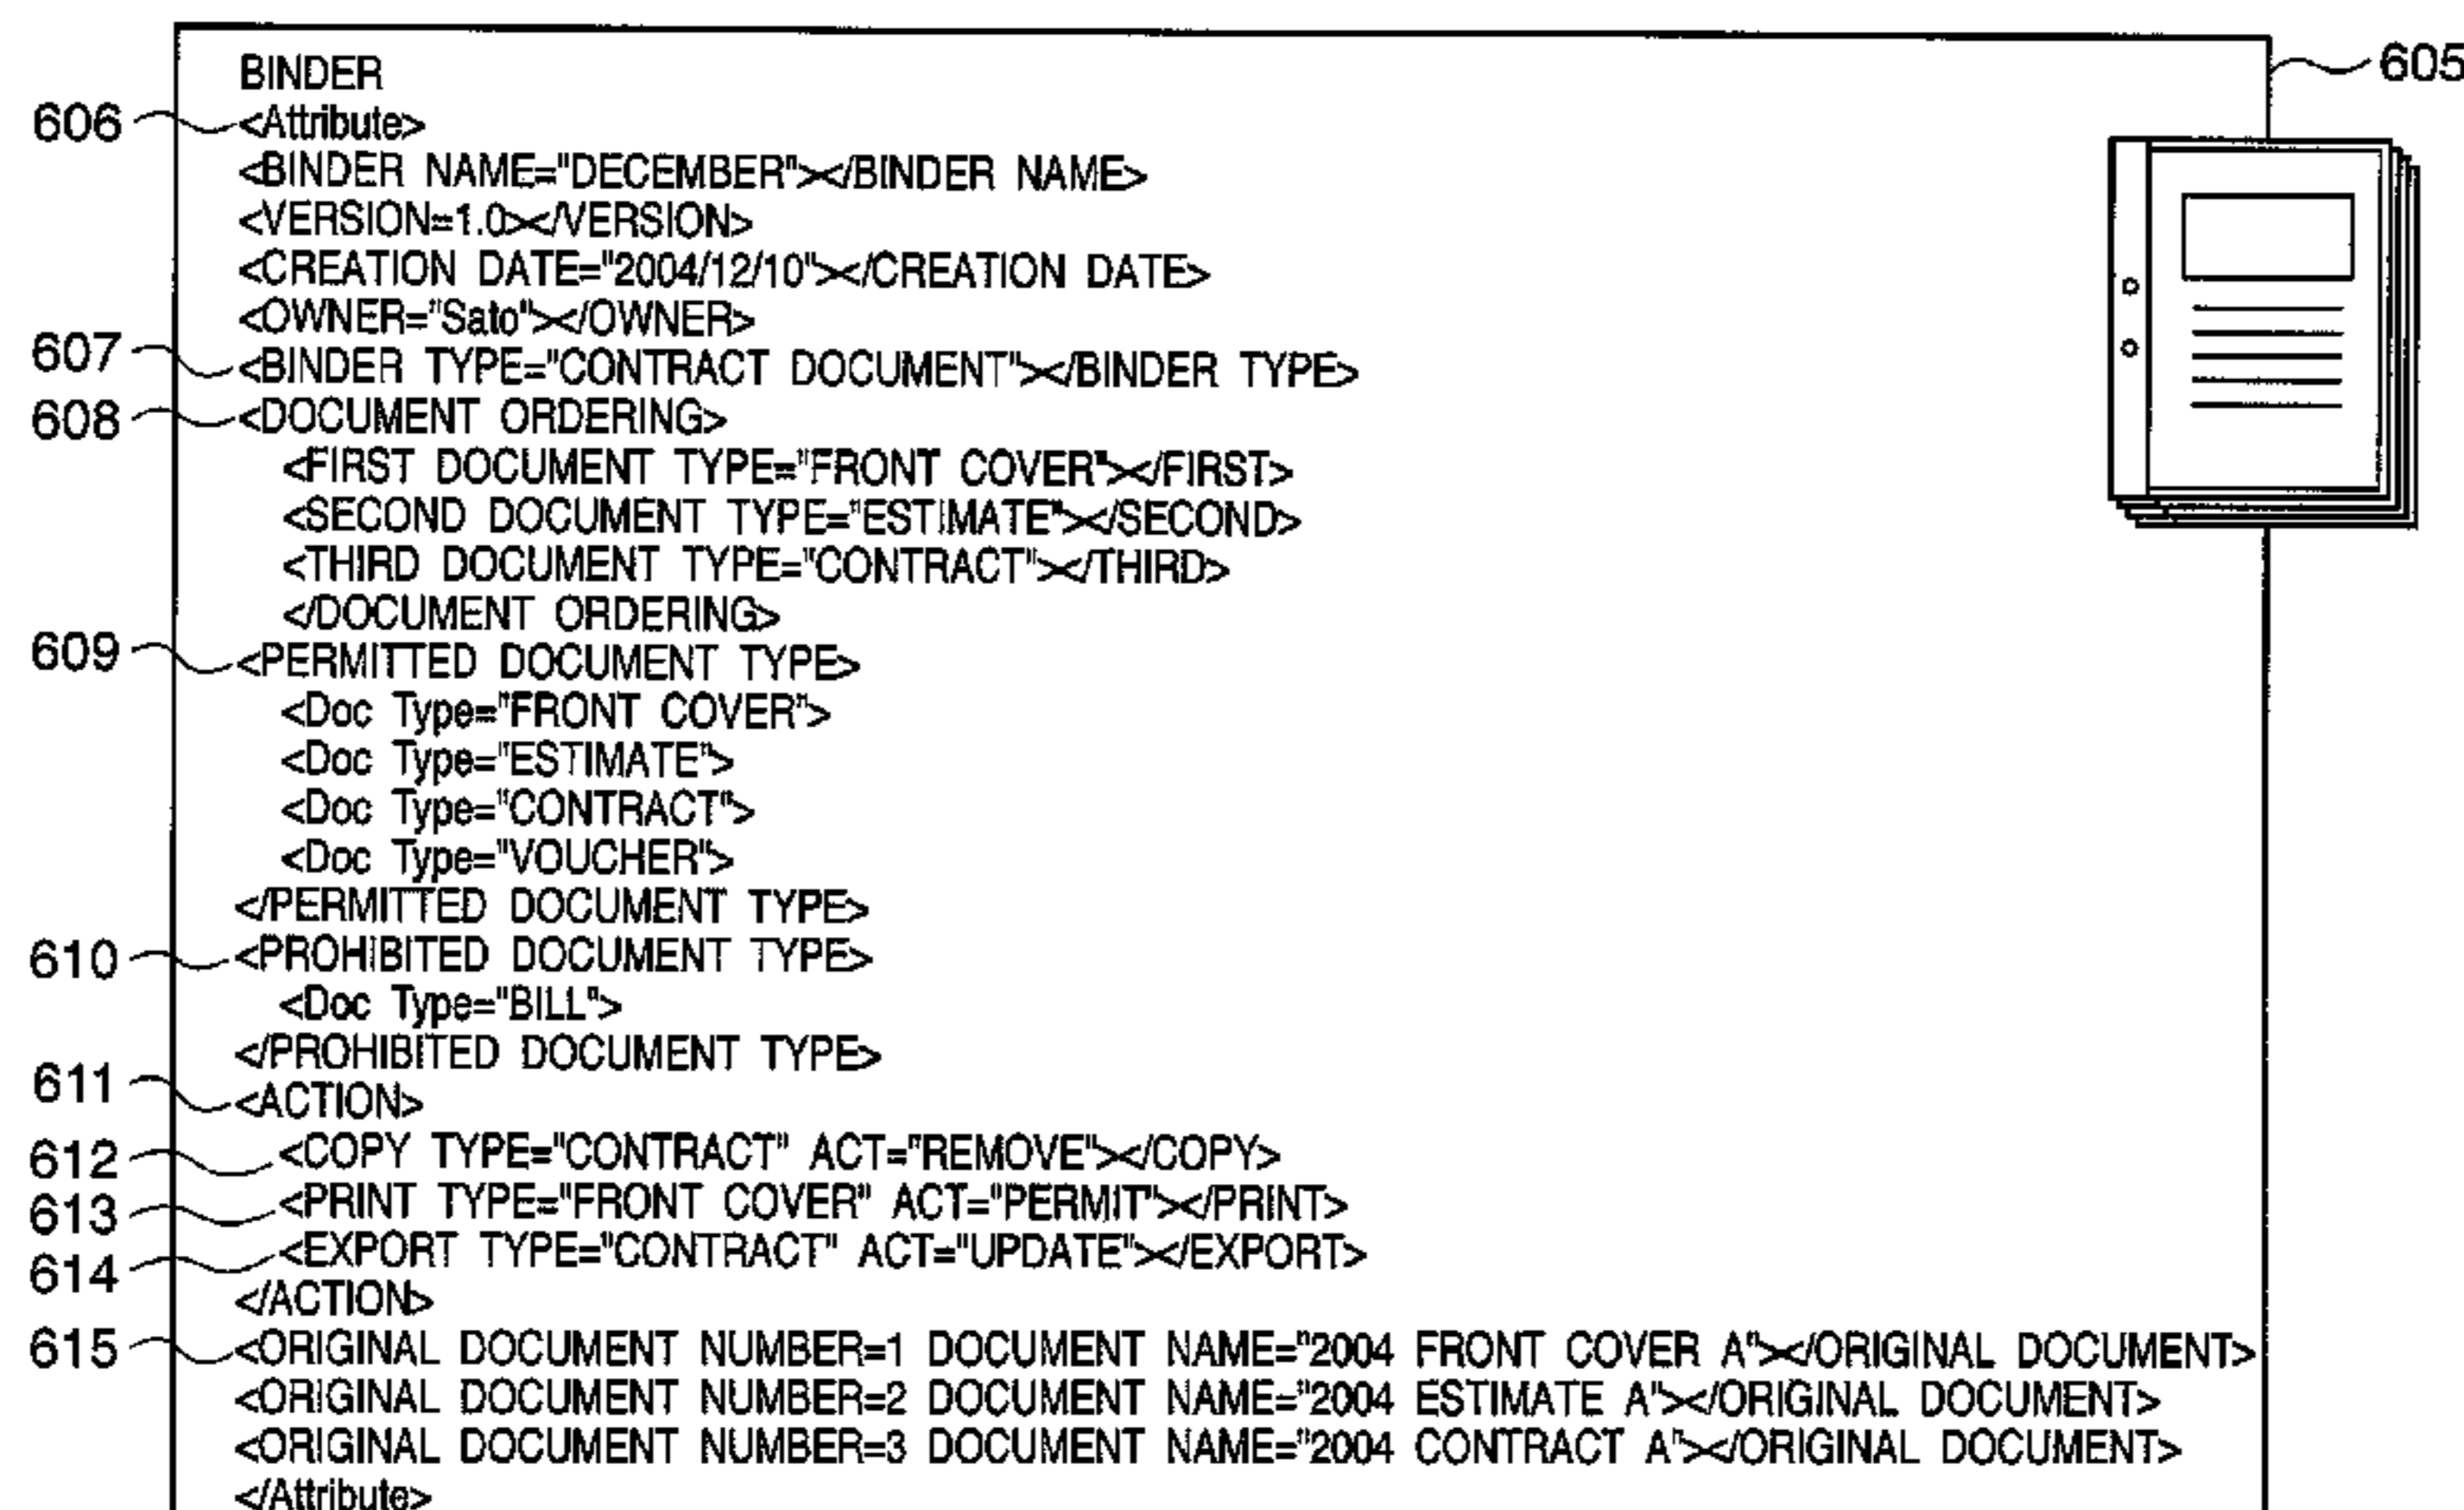 BINDER
605
606
<Attribute>
<BINDER NAME="DECEMBER"></BINDER NAME>
<VERSION=1.0></VERSION>
<CREATION DATE="2004/12/10"></CREATION DATE>
<OWNER="Sato"></OWNER>
607 <BINDER TYPE="CONTRACT DOCUMENT"></BINDER TYPE>
608 <DOCUMENT ORDERING>
<FIRST DOCUMENT TYPE="FRONT COVER"></FIRST>
<SECOND DOCUMENT TYPE="ESTIMATE"></SECOND>
<THIRD DOCUMENT TYPE="CONTRACT"></THIRD>
</DOCUMENT ORDERING>
609 <PERMITTED DOCUMENT TYPE>
<Doc Type="FRONT COVER">
<Doc Type="ESTIMATE">
<Doc Type="CONTRACT">
<Doc Type="VOUCHER">
</PERMITTED DOCUMENT TYPE>
610 <PROHIBITED DOCUMENT TYPE>
<Doc Type="BILL">
</PROHIBITED DOCUMENT TYPE>
611 <ACTION>
612 <COPY TYPE="CONTRACT" ACT="REMOVE"></COPY>
613 <PRINT TYPE="FRONT COVER" ACT="PERMIT"></PRINT>
614 <EXPORT TYPE="CONTRACT" ACT="UPDATE"></EXPORT>
</ACTION>
615 <ORIGINAL DOCUMENT NUMBER=1 DOCUMENT NAME="2004 FRONT COVER A"></ORIGINAL DOCUMENT>
<ORIGINAL DOCUMENT NUMBER=2 DOCUMENT NAME="2004 ESTIMATE A"></ORIGINAL DOCUMENT>
<ORIGINAL DOCUMENT NUMBER=3 DOCUMENT NAME="2004 CONTRACT A"></ORIGINAL DOCUMENT>
</Attribute>